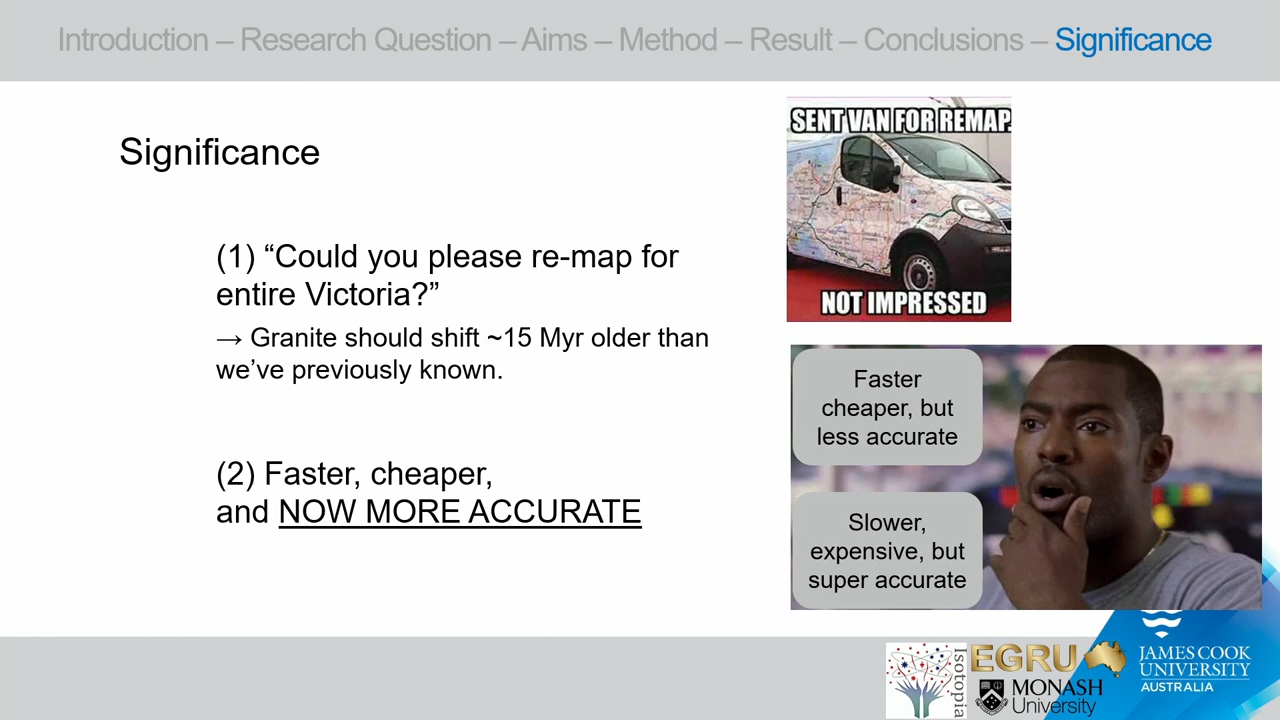 Introduction – Research Question – Aims – Method – Result – Conclusions – Significance
Significance
(1) “Could you please re-map for
entire Victoria?”
→ Granite should shift ~15 Myr older than
we’ve previously known.
(2) Faster, cheaper,
and NOW MORE ACCURATE
SENT VAN FOR REMAP
NOT IMPRESSED
Faster
cheaper, but
less accurate
Slower,
expensive, but
super accurate
Isotopia
EGRU
MONASH
University
JAMES COOK
UNIVERSITY
AUSTRALIA